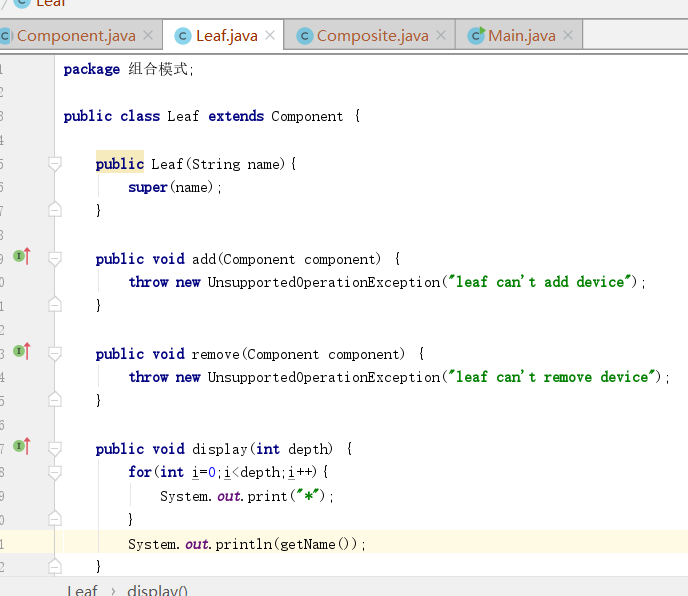 Leaf
Component.java Leaf.java Composite.java Main.java
package 组合模式;
public class Leaf extends Component {
public Leaf(String name){
super(name);
}
public void add(Component component) {
throw new UnsupportedOperationException("leaf can't add device");
}
public void remove(Component component) {
throw new UnsupportedOperationException("leaf can't remove device");
}
public void display(int depth) {
for(int i=0;i<depth;i++){
System.out.print("*");
}
System.out.println(getName());
}
Leaf › display()